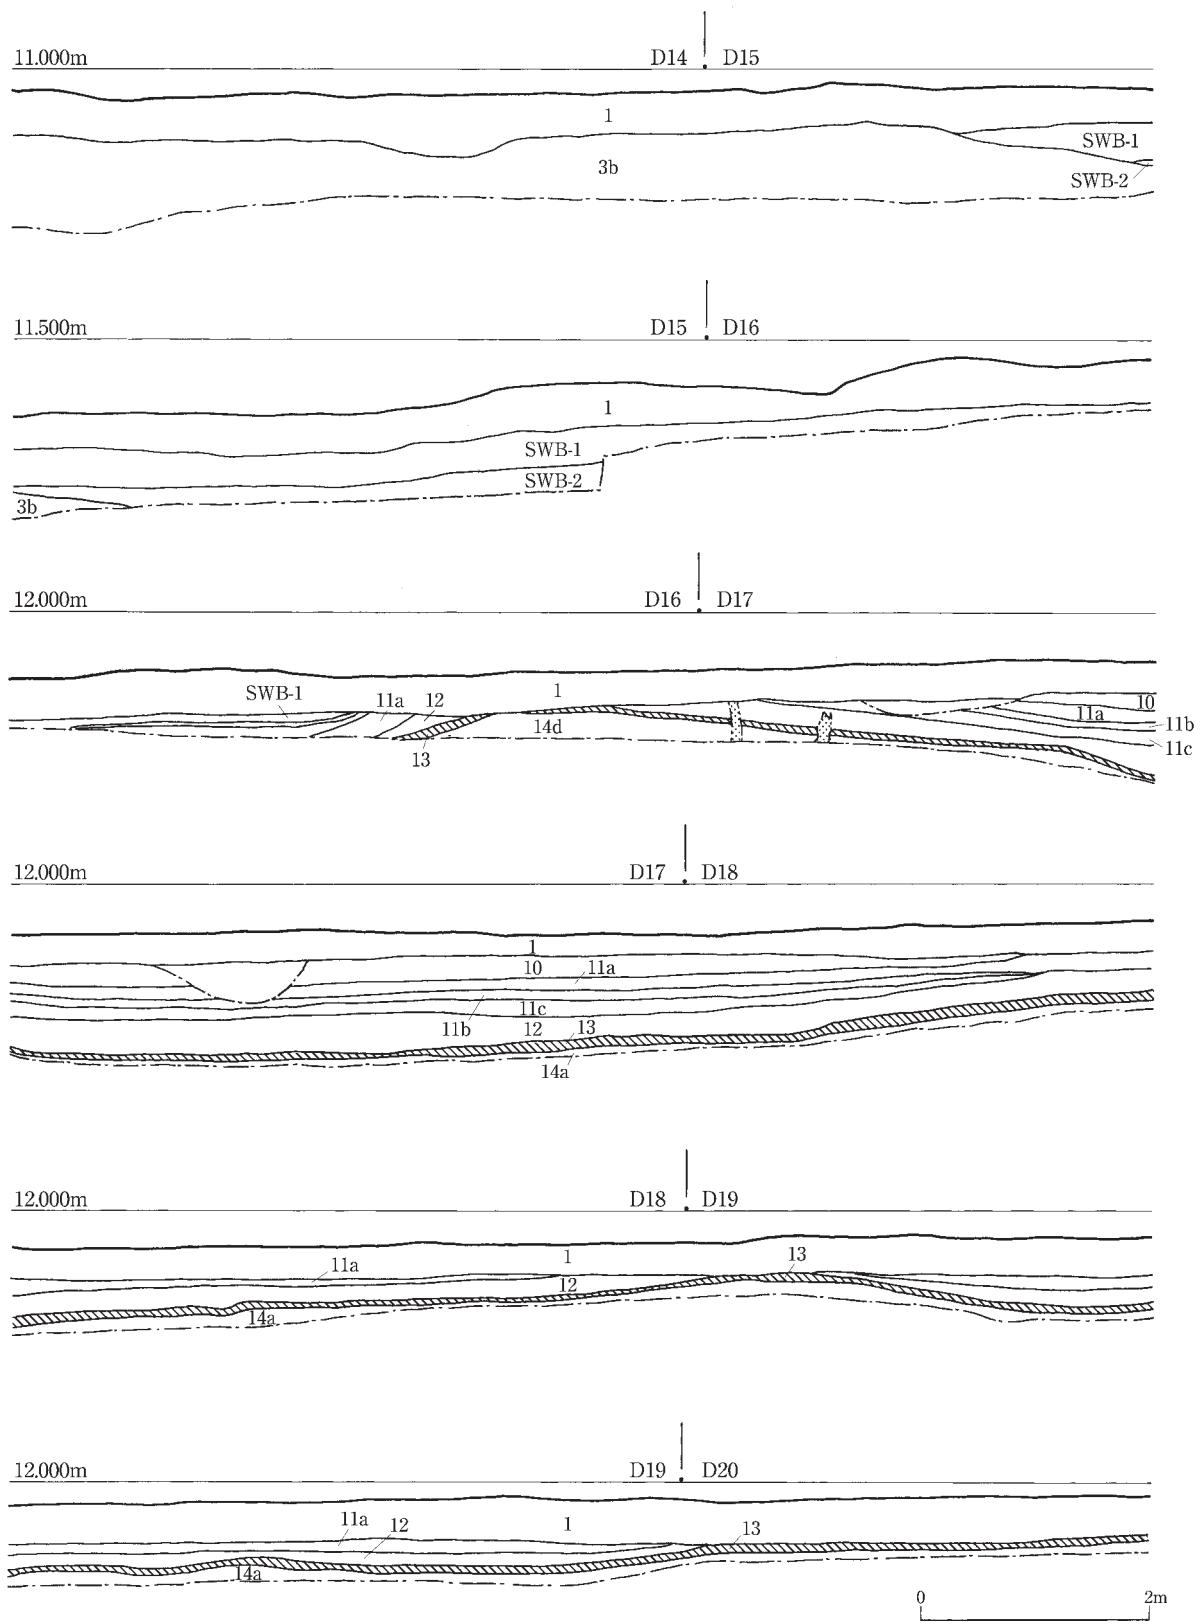 11.000m D14 D15
1
SWB-1
3b
SWB-2
11.500m D15 D16
1
SWB-1
SWB-2
3b
12.000m D16 D17
SWB-1 11a 12 1 10
11a
14d 11b
13 11c
12.000m D17 D18
1
10 11a
11c
11b 12 13
14a
12.000m D18 D19
1 13
11a
12
14a
12.000m D19 D20
11a 12 1 13
14a
0 2m